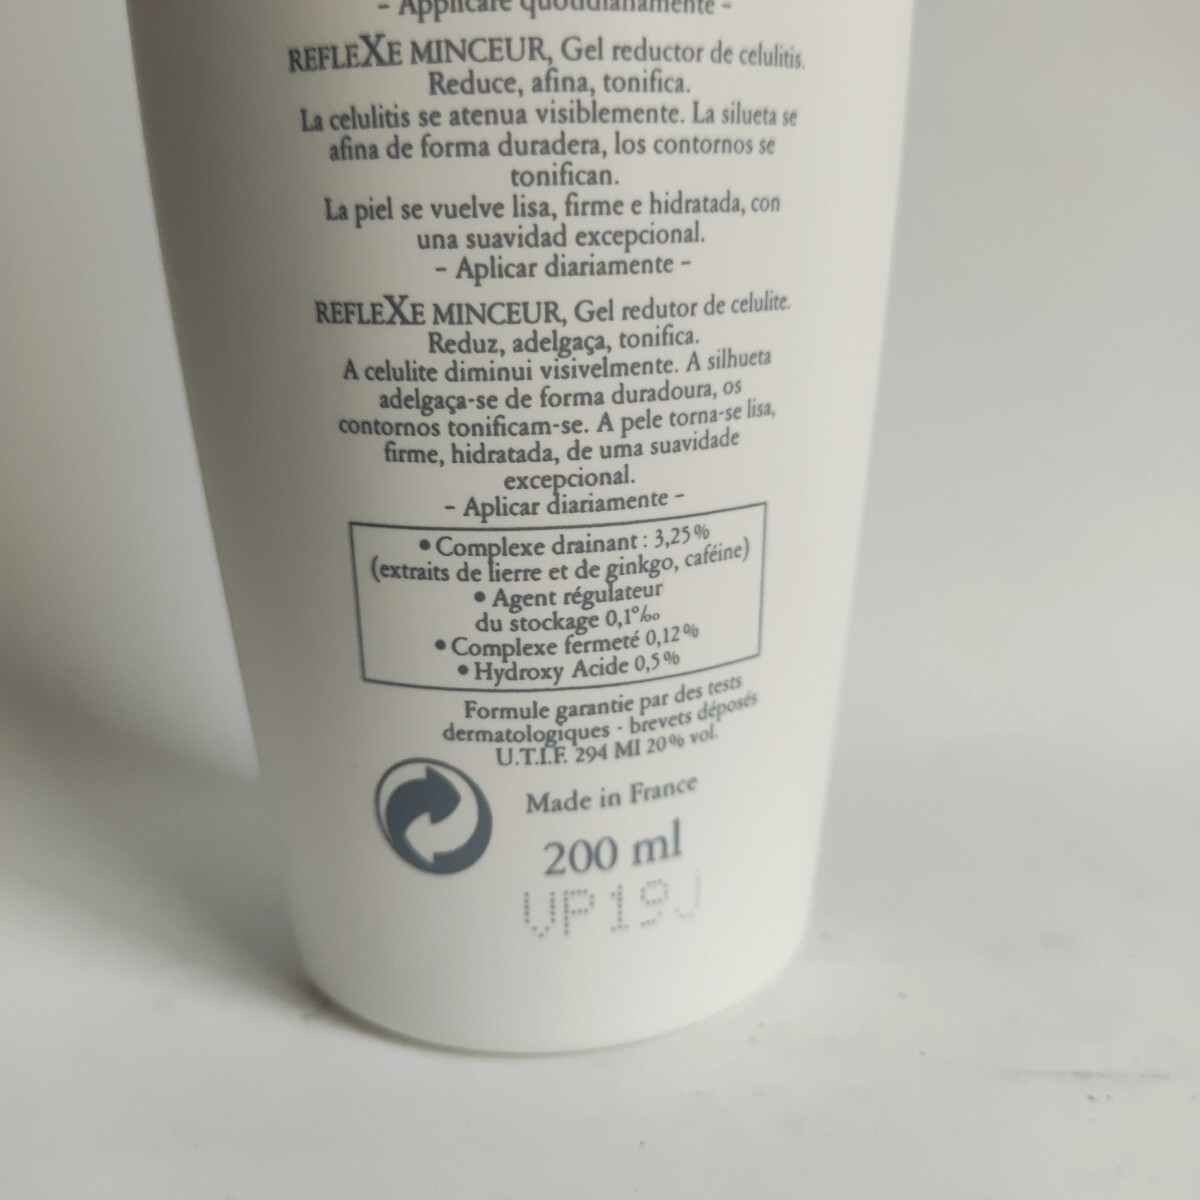 - Applicare quotidianamente -
REFLEXE MINCEUR, Gel reductor de celulitis.
Reduce, afina, tonifica.
La celulitis se atenua visiblemente. La silueta se
afina de forma duradera, los contornos se
tonifican.
La piel se vuelve lisa, firme e hidratada, con
una suavidad excepcional.
- Aplicar diariamente -
REFLEXE MINCEUR, Gel redutor de celulite.
Reduz, adelgaça, tonifica.
A celulite diminui visivelmente. A silhueta
adelgaça-se de forma duradoura, os
contornos tonificam-se. A pele torna-se lisa,
firme, hidratada, de uma suavidade
excepcional.
- Aplicar diariamente -
• Complexe drainant : 3,25%
(extraits de lierre et de ginkgo, caféine)
• Agent régulateur
du stockage 0,1‰
• Complexe fermeté 0,12%
• Hydroxy Acide 0,5%
Formule garantie par des tests
dermatologiques - brevets déposés
U.T.I.F. 294 MI 20% vol.
Made in France
200 ml
VP19J